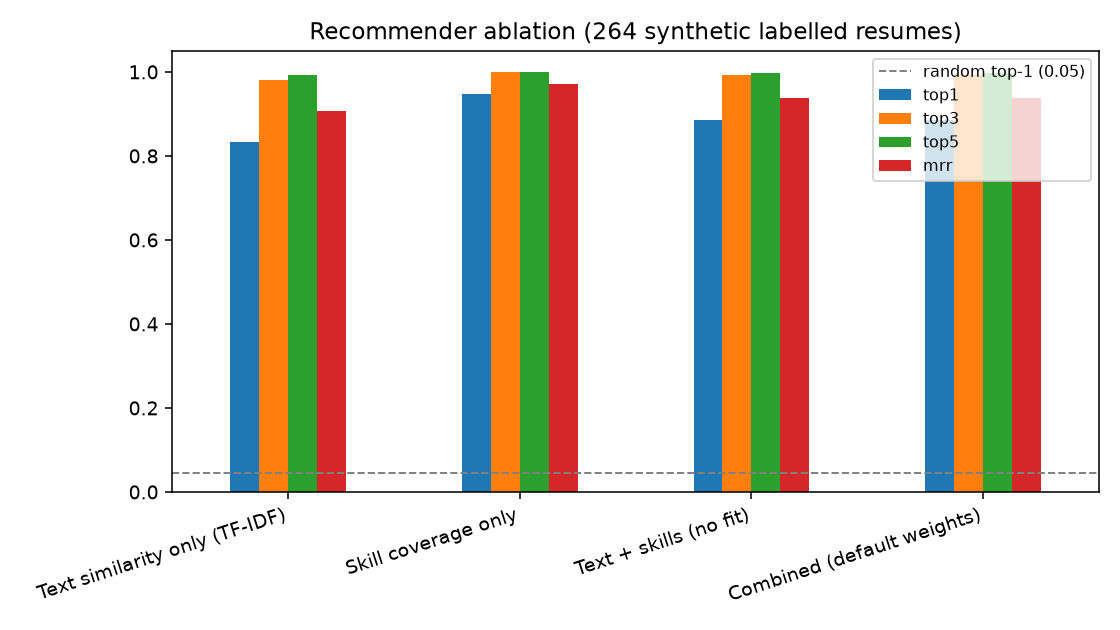 Recommender ablation (264 synthetic labelled resumes)
random top-1 (0.05)
top1
top3
top5
mrr
1.0
0.8
0.6
0.4
0.2
0.0
Text similarity only (TF-IDF)
Skill coverage only
Text + skills (no fit)
Combined (default weights)